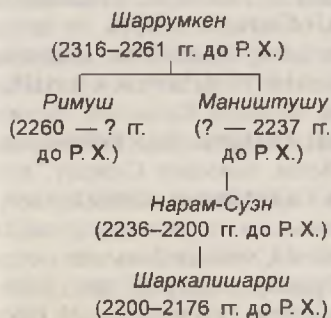 Шаррумкен
(2316–2261 гг. до Р. Х.)
Римуш Маништушу
(2260 — ? гг. (? — 2237 гг.
до Р. Х.) до Р. Х.)
Нарам-Суэн
(2236–2200 гг. до Р. Х.)
Шаркалишарри
(2200–2176 гг. до Р. Х.)